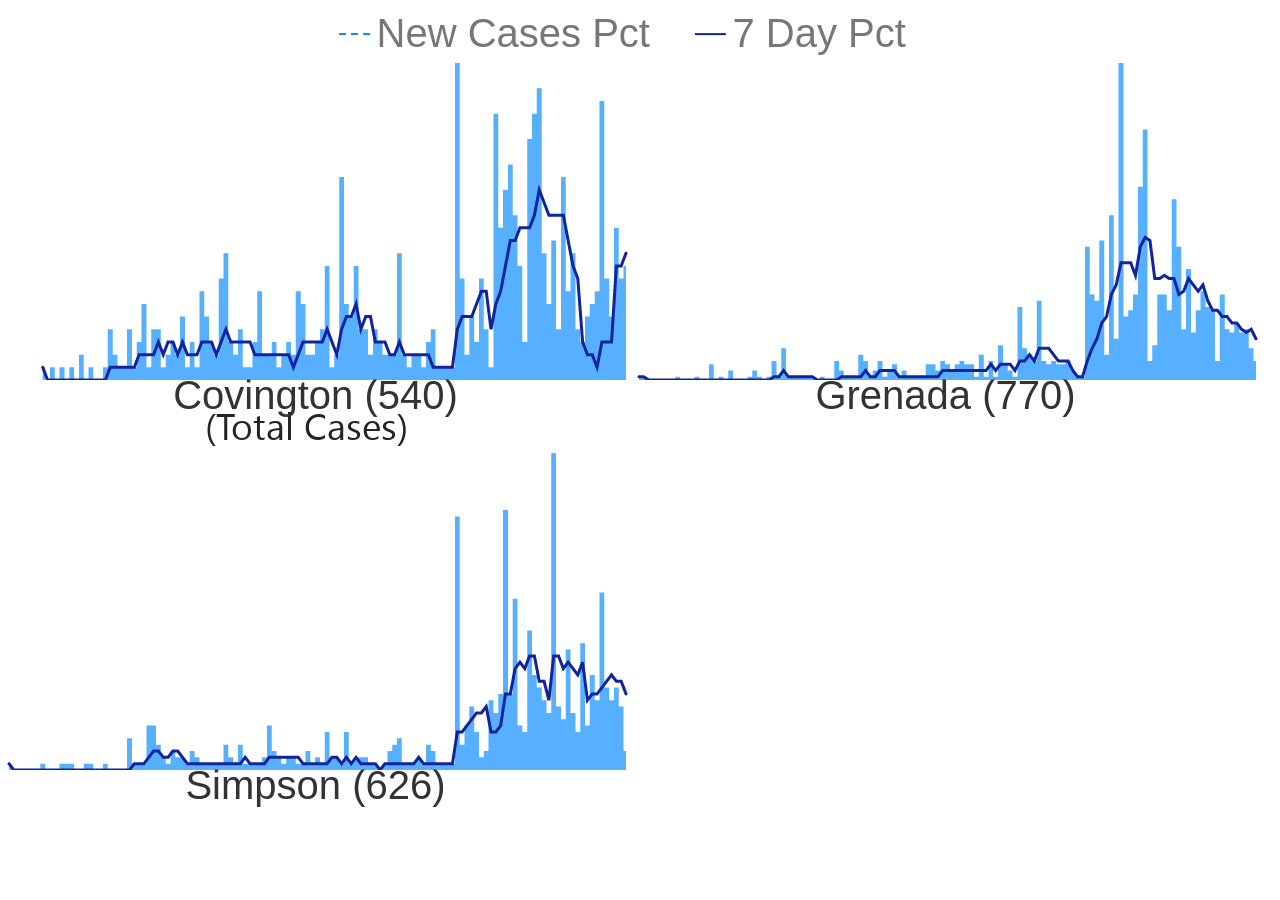 New Cases Pct 7 Day Pct
Covington (540)
(Total Cases)
Grenada (770)
Simpson (626)